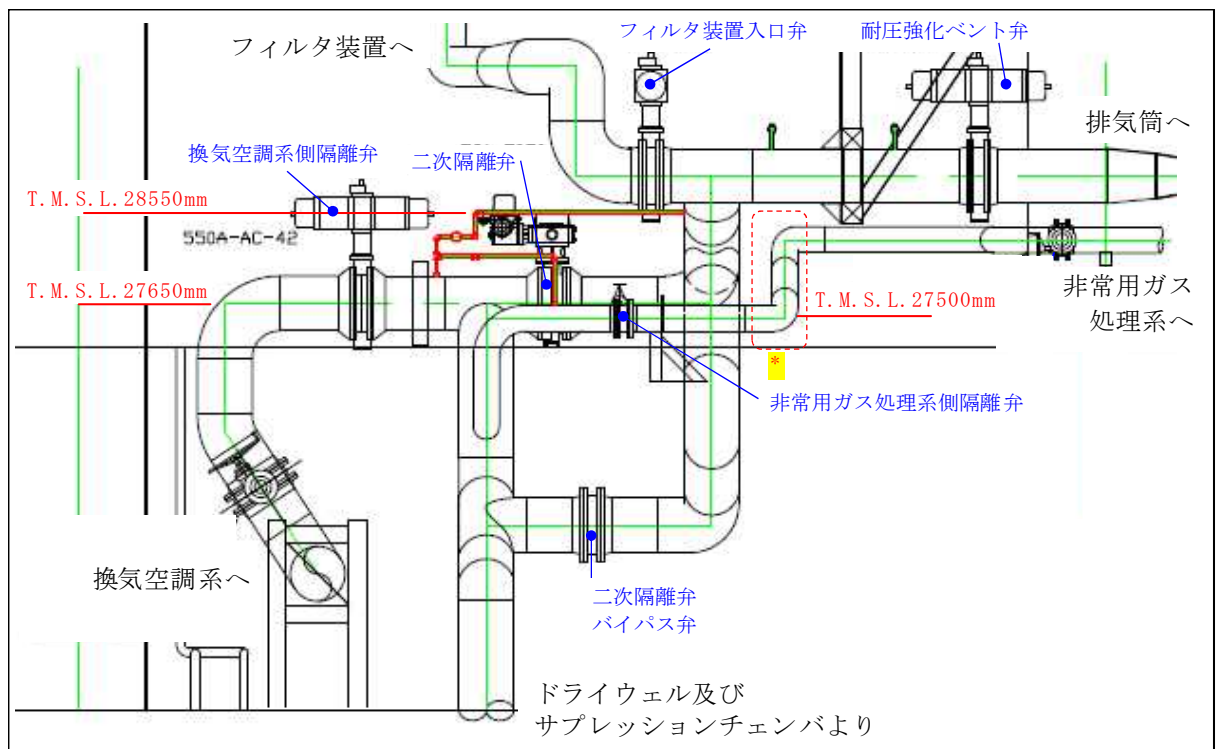 フィルタ装置へ
フィルタ装置入口弁
耐圧強化ベント弁
排気筒へ
換気空調系側隔離弁
二次隔離弁
T.M.S.L.28550mm
550A-AC-42
T.M.S.L.27650mm
T.M.S.L.27500mm
非常用ガス
処理系へ
*
非常用ガス処理系側隔離弁
換気空調系へ
二次隔離弁
バイパス弁
ドライウェル及び
サプレッションチェンバより